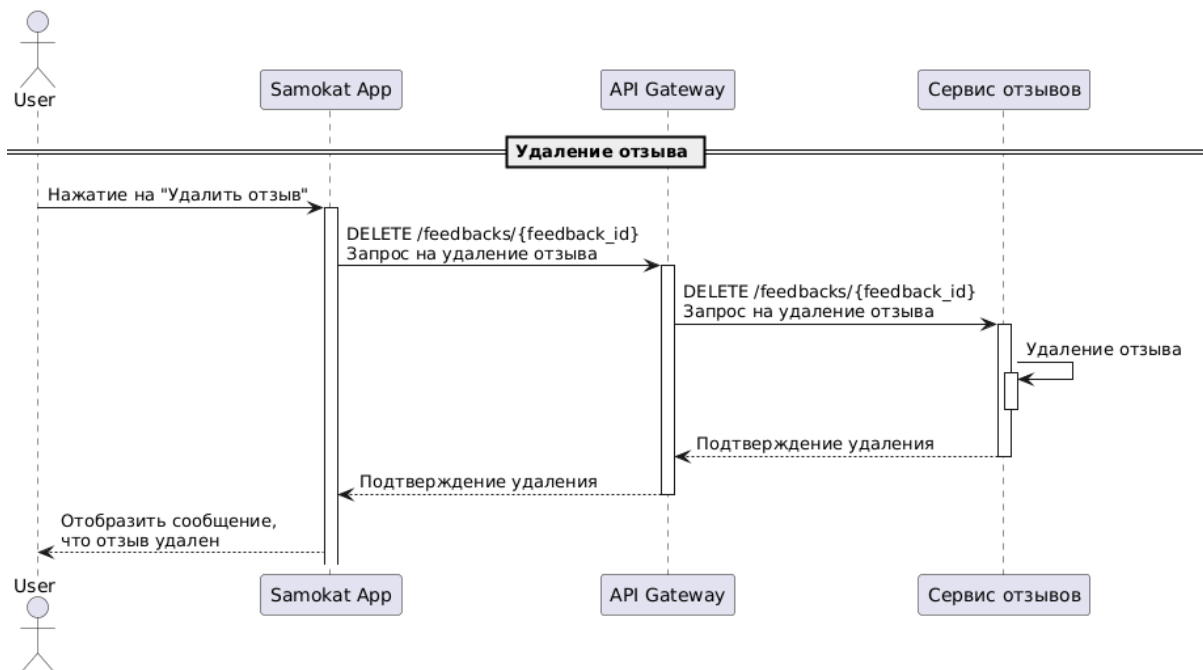 User
Samokat App
API Gateway
Сервис отзывов
Удаление отзыва
Нажатие на "Удалить отзыв"
DELETE /feedbacks/{feedback_id}
Запрос на удаление отзыва
DELETE /feedbacks/{feedback_id}
Запрос на удаление отзыва
Удаление отзыва
Подтверждение удаления
Подтверждение удаления
Отобразить сообщение,
что отзыв удален
User
Samokat App
API Gateway
Сервис отзывов